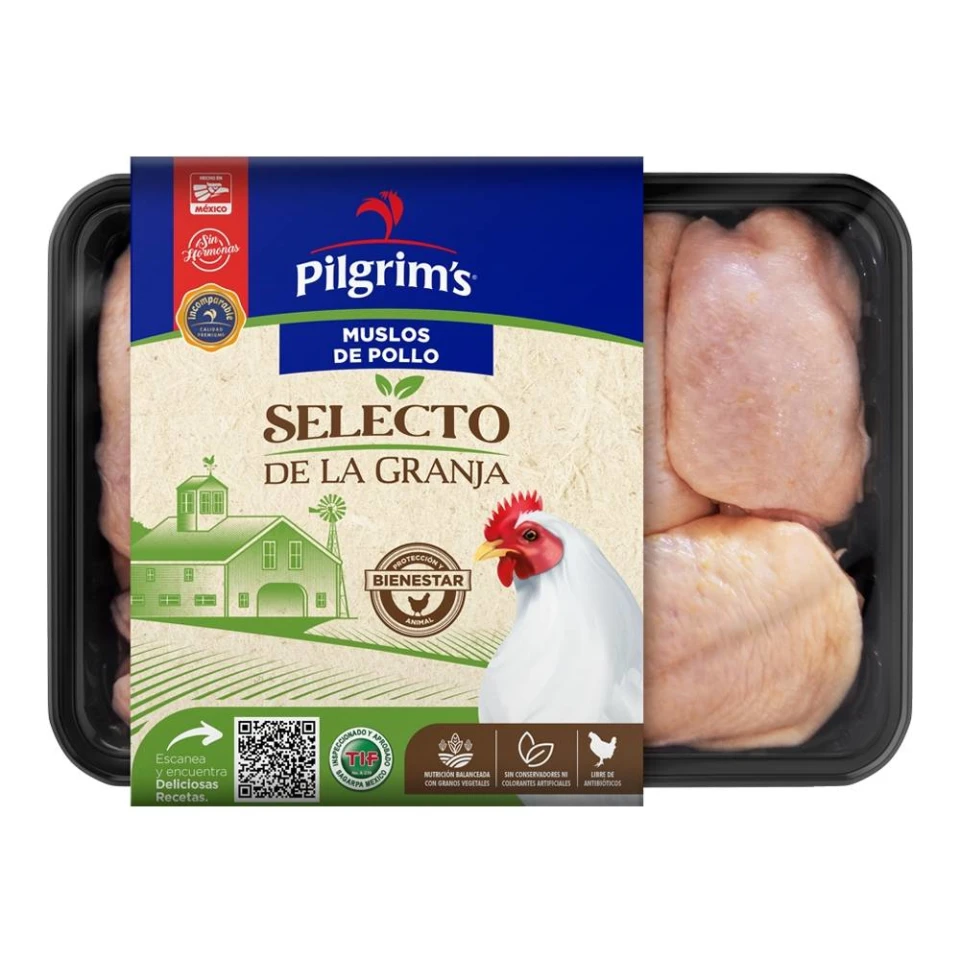 HECHO EN
MÉXICO
Sin
Hormonas
Incomparable
CALIDAD
PREMIUM
Pilgrim's
MUSLOS
DE POLLO
SELECTO
DE LA GRANJA
PROTECCIÓN Y
BIENESTAR
ANIMAL
Escanea
y encuentra
Deliciosas
Recetas.
INSPECCIONADO Y APROBADO
TIF
SAGARPA MÉXICO
NUTRICIÓN BALANCEADA
CON GRANOS VEGETALES
SIN CONSERVADORES NI
COLORANTES ARTIFICIALES
LIBRE DE
ANTIBIÓTICOS